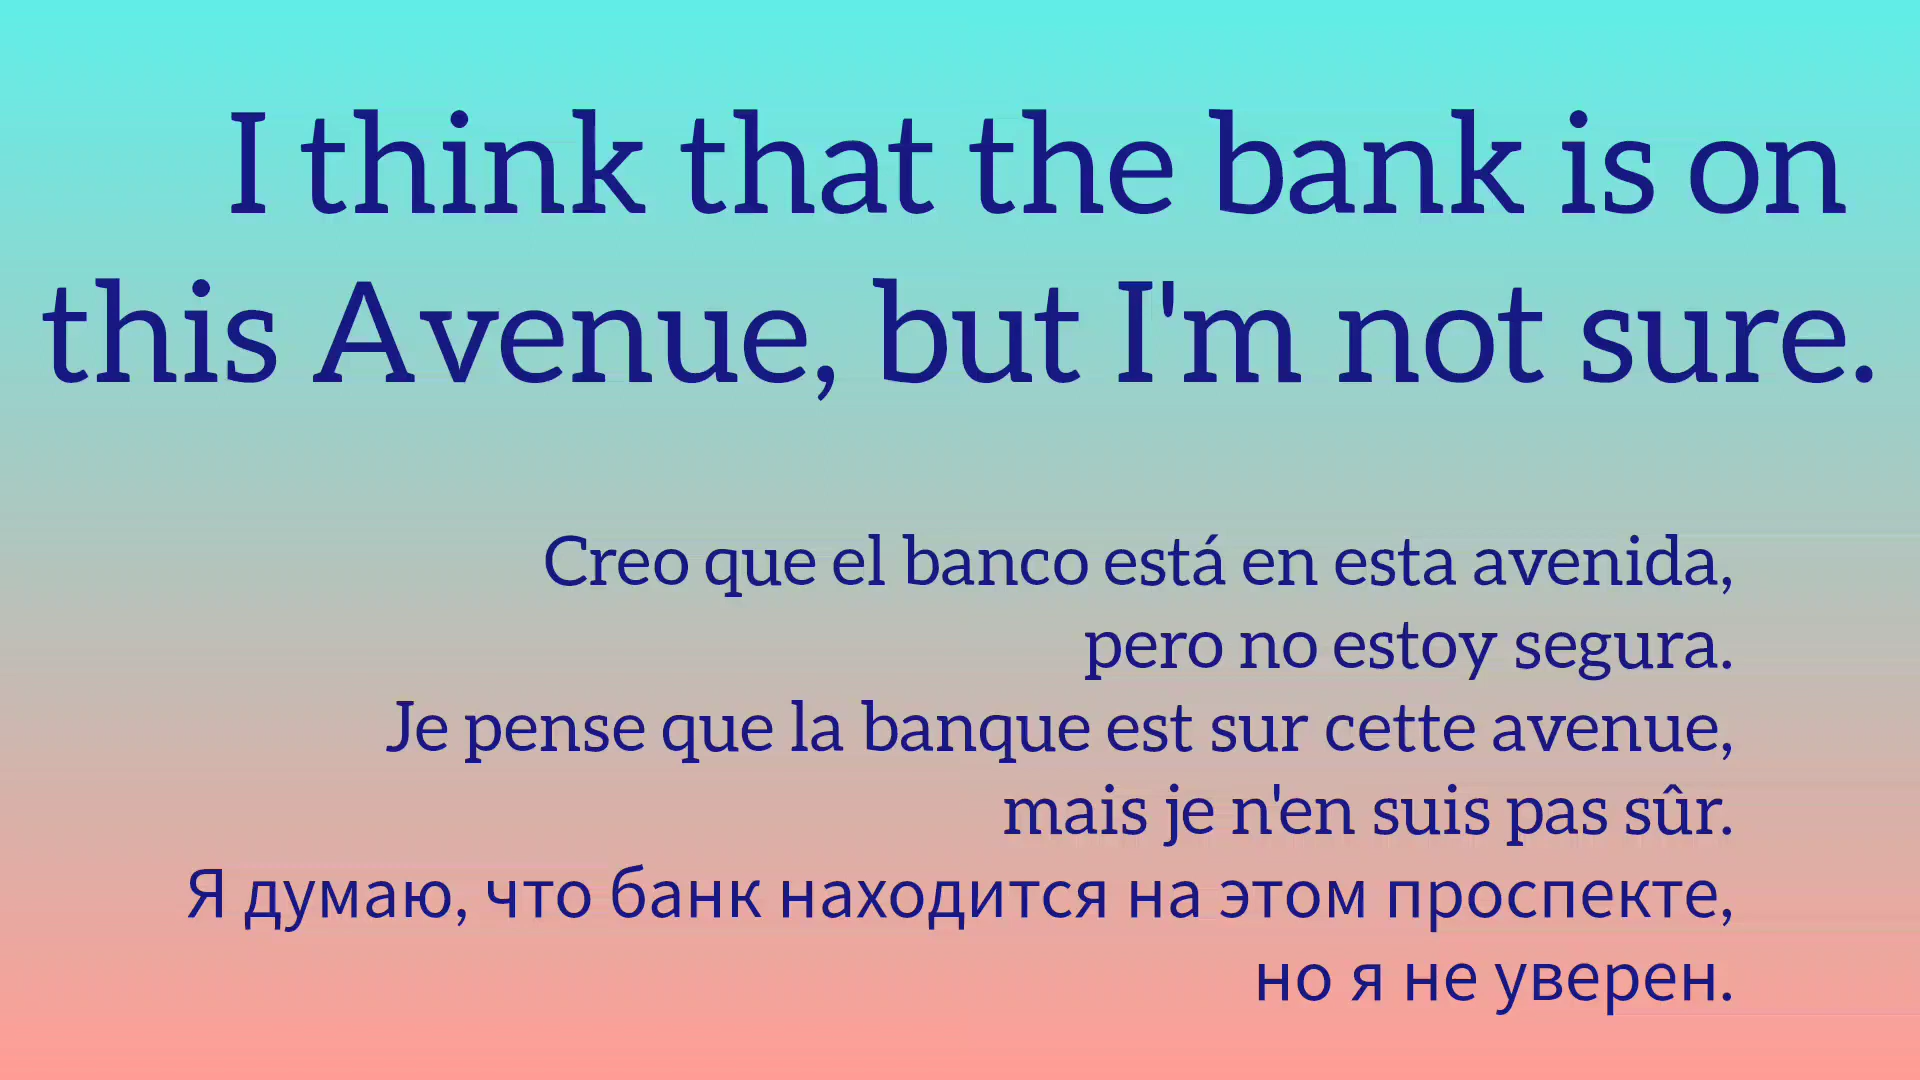 I think that the bank is on
this Avenue, but I'm not sure.
Creo que el banco está en esta avenida,
pero no estoy segura.
Je pense que la banque est sur cette avenue,
mais je n'en suis pas sûr.
Я думаю, что банк находится на этом проспекте,
но я не уверен.